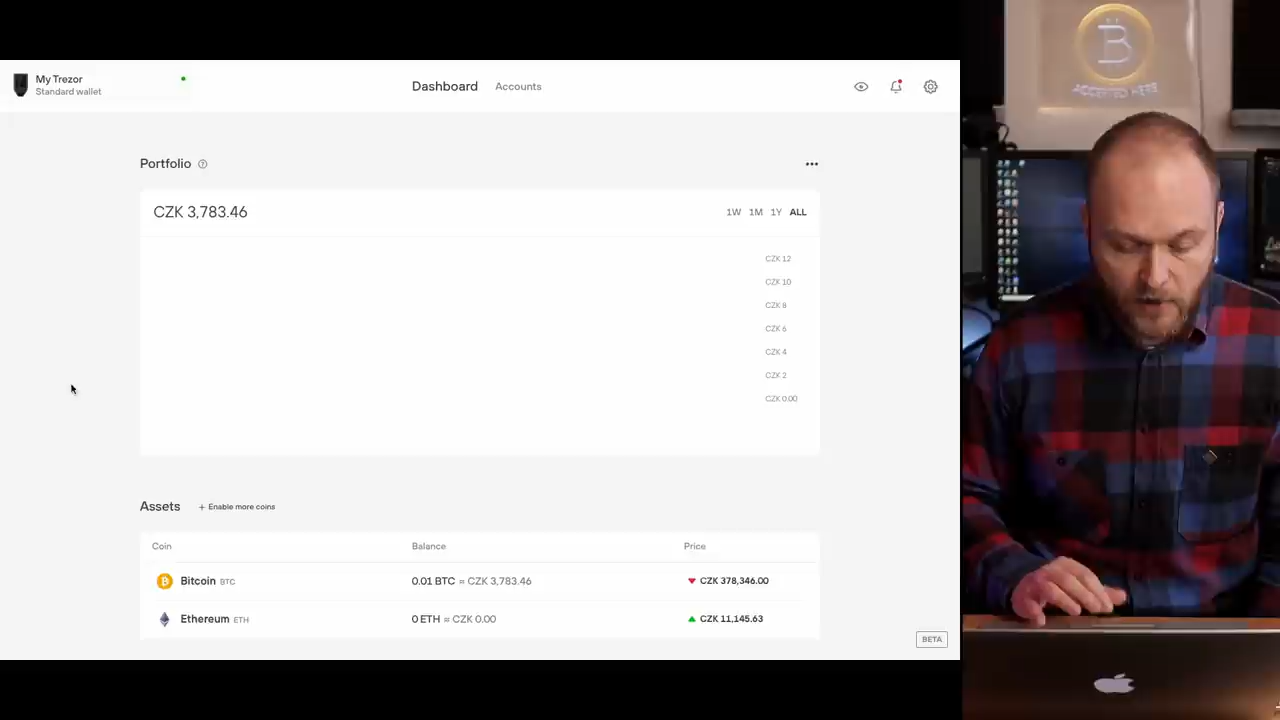 My Trezor
Standard wallet
Dashboard
Accounts
Portfolio
CZK 3,783.46
1W 1M 1Y ALL
CZK 12
CZK 10
CZK 8
CZK 6
CZK 4
CZK 2
CZK 0.00
Assets
+ Enable more coins
Coin Balance Price
Bitcoin BTC 0.01 BTC ≈ CZK 3,783.46 CZK 378,346.00
Ethereum ETH 0 ETH ≈ CZK 0.00 CZK 11,145.63
BETA
ACCEPTED HERE